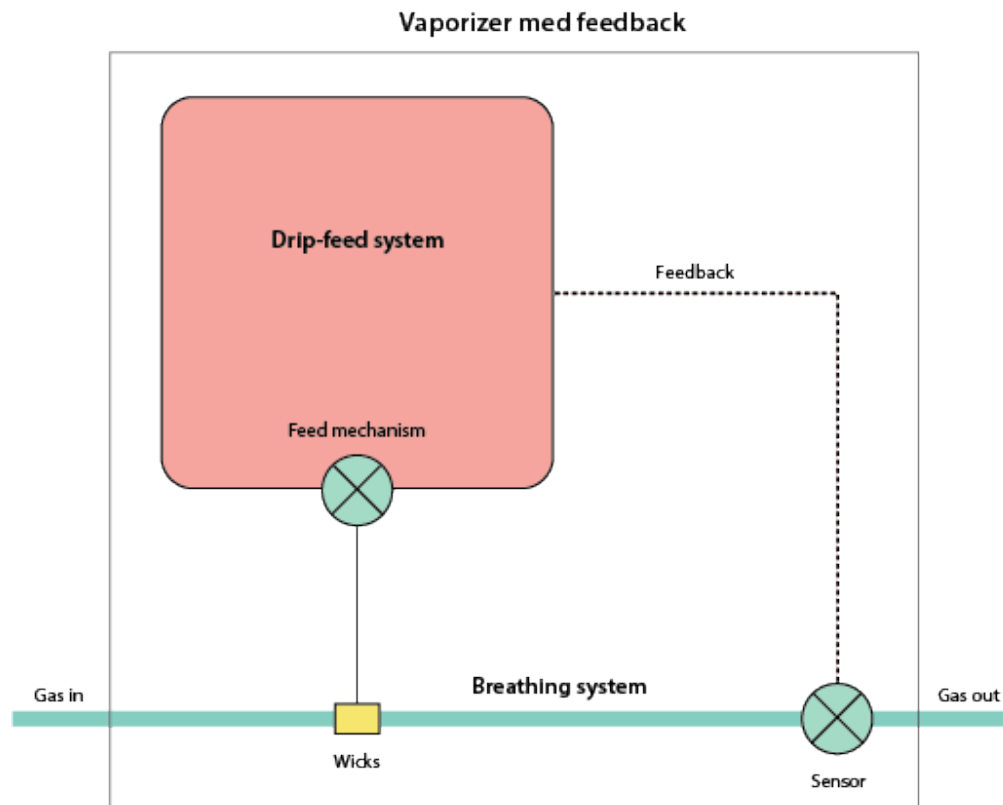 Vaporizer med feedback
Drip-feed system
Feedback
Feed mechanism
Gas in
Breathing system
Gas out
Wicks
Sensor